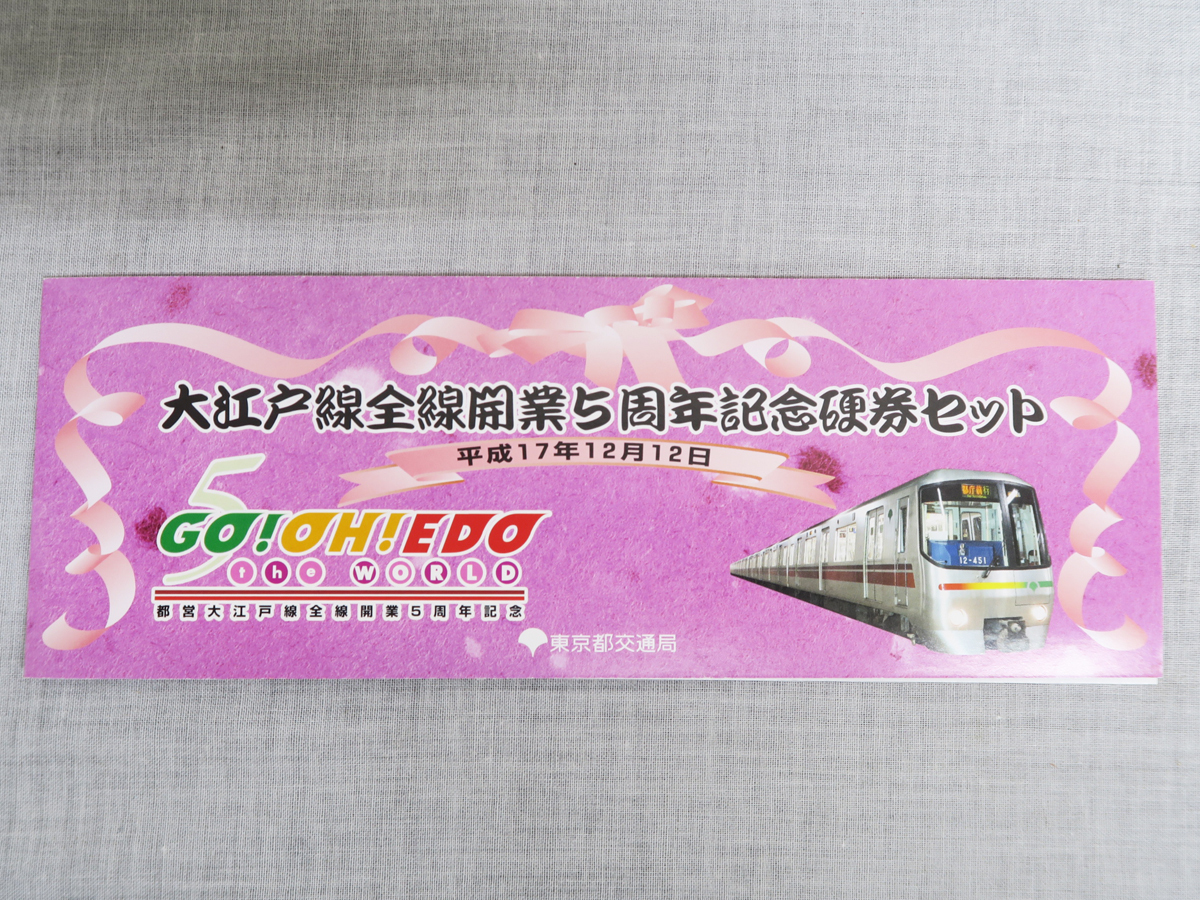 大江戸線全線開業5周年記念硬券セット
平成17年12月12日
5
GO!OH!EDO
the WORLD
都営大江戸線全線開業5周年記念
東京都交通局
12-451